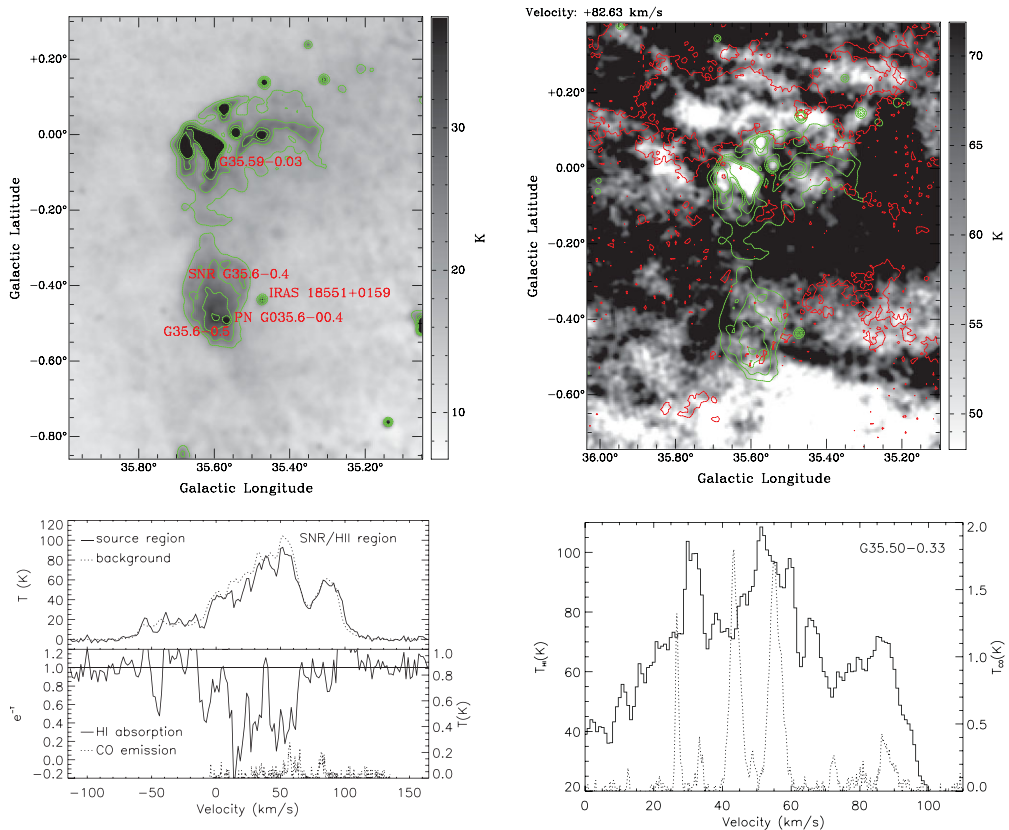 Velocity: +82.63 km/s
+0.20°
0.00°
−0.20°
−0.40°
−0.60°
−0.80°
Galactic Latitude
35.80° 35.60° 35.40° 35.20°
Galactic Longitude
G35.59−0.03
SNR G35.6−0.4
IRAS 18551+0159
PN G035.6−00.4
G35.6−0.5
30
20
10
K
+0.20°
0.00°
−0.20°
−0.40°
−0.60°
Galactic Latitude
36.00° 35.80° 35.60° 35.40° 35.20°
Galactic Longitude
70
65
60
55
50
K
120
100
80
60
40
20
0
T (K)
source region
background
SNR/HII region
1.2
1.0
0.8
0.6
0.4
0.2
0.0
−0.2
e⁻ᵗ
HI absorption
CO emission
1.0
0.8
0.6
0.4
0.2
0.0
T(K)
−100 −50 0 50 100 150
Velocity (km/s)
100
80
60
40
20
T_HI(K)
G35.50−0.33
2.0
1.5
1.0
0.5
0.0
T_CO(K)
0 20 40 60 80 100
Velocity (km/s)